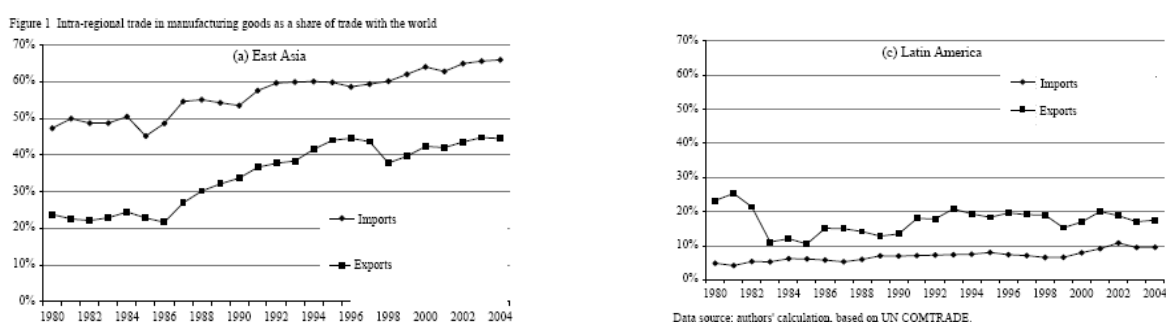 Figure 1 Intra-regional trade in manufacturing goods as a share of trade with the world
(a) East Asia
70%
60%
50%
40%
30%
20%
10%
0%
Imports
Exports
1980 1982 1984 1986 1988 1990 1992 1994 1996 1998 2000 2002 2004
(c) Latin America
70%
60%
50%
40%
30%
20%
10%
0%
Imports
Exports
1980 1982 1984 1986 1988 1990 1992 1994 1996 1998 2000 2002 2004
Data source: authors' calculation, based on UN COMTRADE.